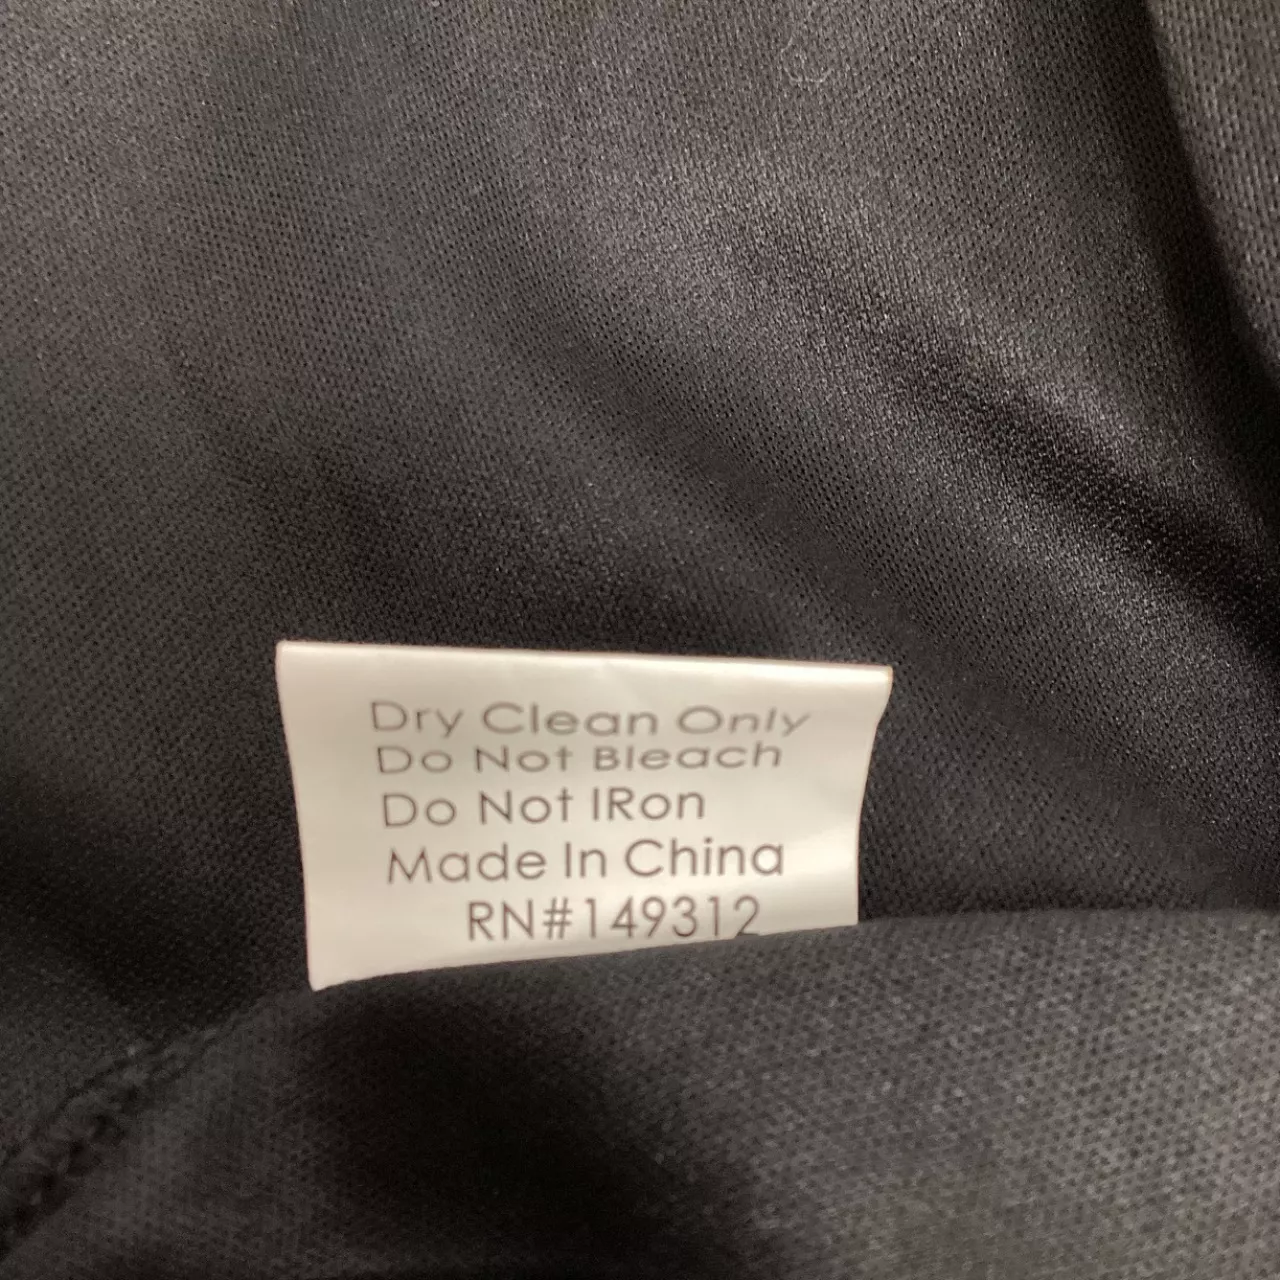 Dry Clean Only
Do Not Bleach
Do Not IRon
Made In China
RN#149312